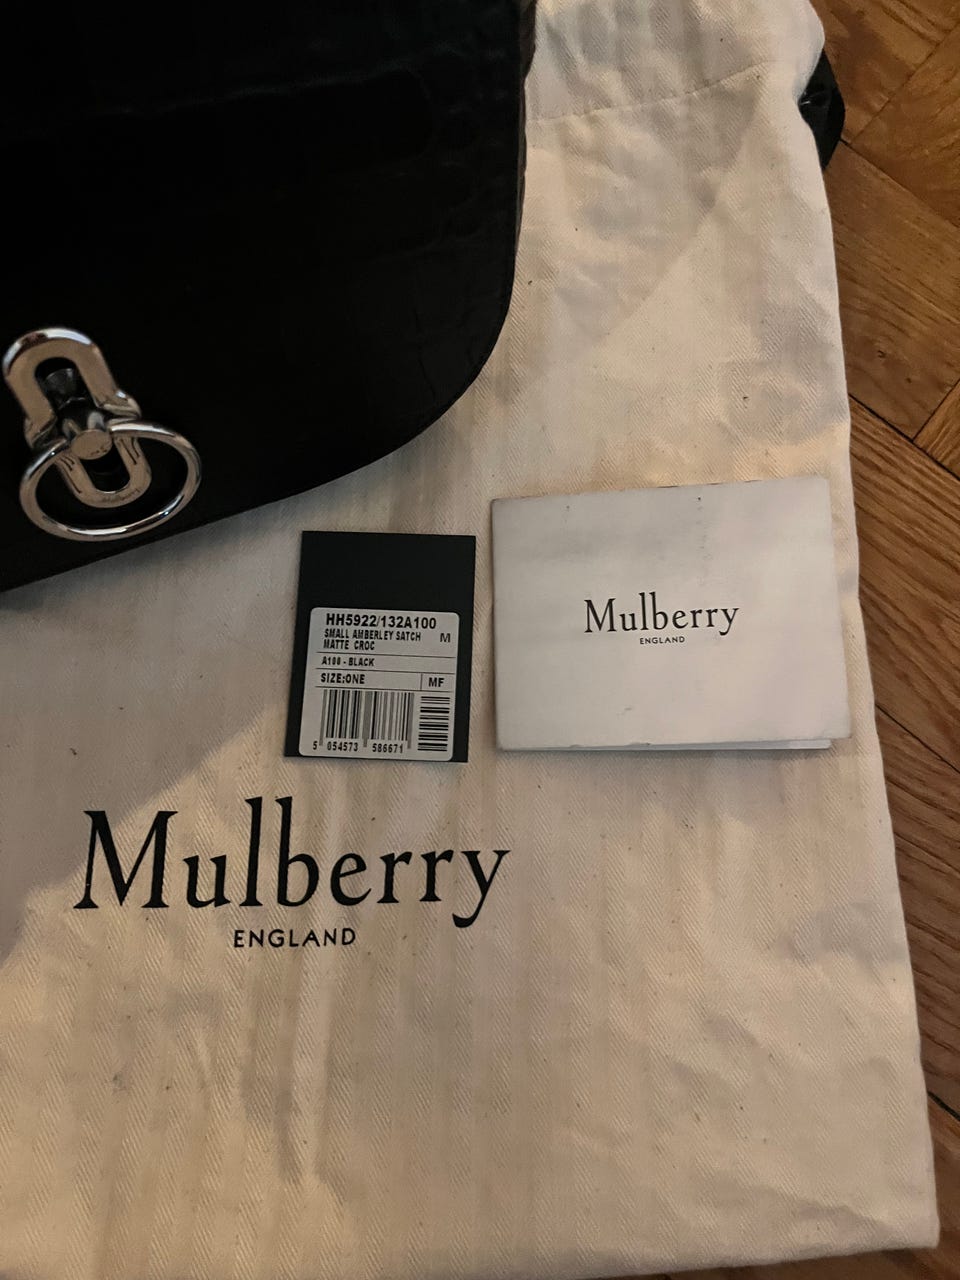 HH5922/132A100
SMALL AMBERLEY SATCH M
MATTE CROC
A100 - BLACK
SIZE:ONE MF
5 054573 586671
Mulberry
ENGLAND
Mulberry
ENGLAND